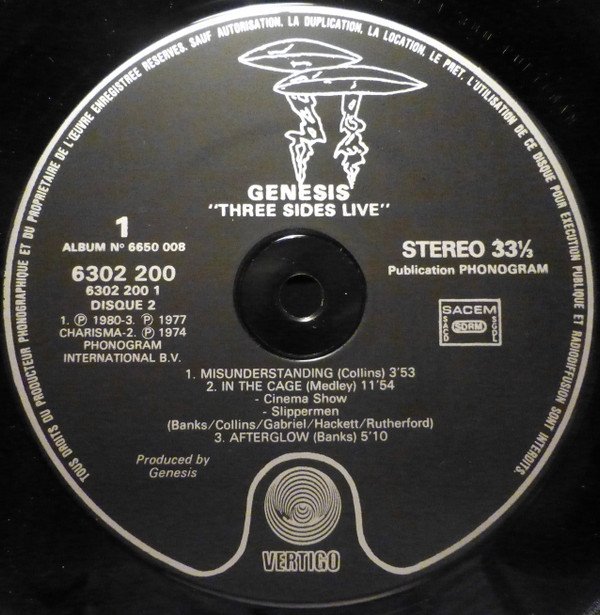 TOUS DROITS DU PRODUCTEUR PHONOGRAPHIQUE ET DU PROPRIETAIRE DE L'ŒUVRE ENREGISTREE RESERVES. SAUF AUTORISATION, LA DUPLICATION, LA LOCATION, LE PRET, L'UTILISATION DE CE DISQUE POUR EXECUTION PUBLIQUE ET RADIODIFFUSION SONT INTERDITS.
GENESIS
"THREE SIDES LIVE"
1
ALBUM Nº 6650 008
6302 200
6302 200 1
DISQUE 2
1. ℗ 1980-3. ℗ 1977
CHARISMA-2. ℗ 1974
PHONOGRAM
INTERNATIONAL B.V.
STEREO 33⅓
Publication PHONOGRAM
SACEM
SACD SDRM SGDL
1. MISUNDERSTANDING (Collins) 3'53
2. IN THE CAGE (Medley) 11'54
- Cinema Show
- Slippermen
(Banks/Collins/Gabriel/Hackett/Rutherford)
3. AFTERGLOW (Banks) 5'10
Produced by
Genesis
VERTIGO